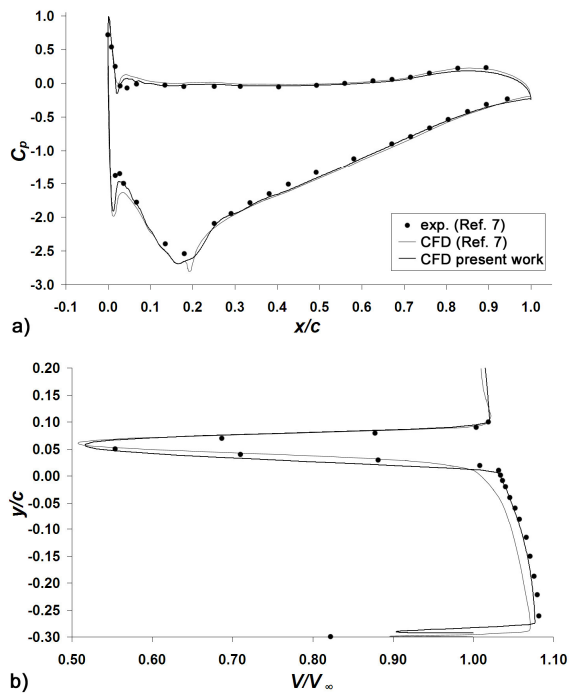 1.0
0.5
0.0
-0.5
-1.0
-1.5
-2.0
-2.5
-3.0
Cp
exp. (Ref. 7)
CFD (Ref. 7)
CFD present work
-0.1 0.0 0.1 0.2 0.3 0.4 0.5 0.6 0.7 0.8 0.9 1.0
x/c
a)
0.20
0.15
0.10
0.05
0.00
-0.05
-0.10
-0.15
-0.20
-0.25
-0.30
y/c
0.50 0.60 0.70 0.80 0.90 1.00 1.10
V/V∞
b)